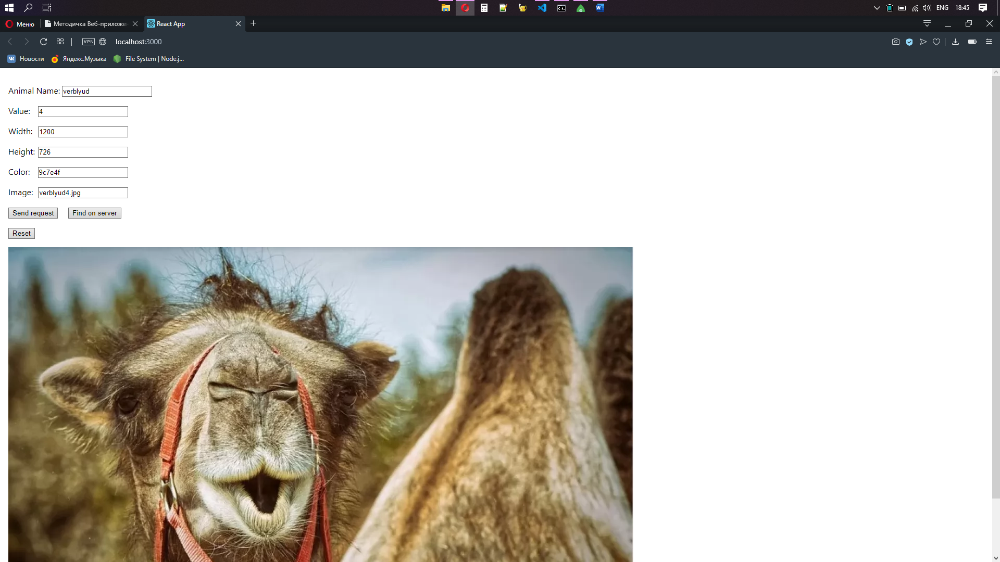 ENG 18:45
Меню Методичка Веб-приложен React App
VPN localhost:3000
Новости Яндекс.Музыка File System | Node.j...
Animal Name: verblyud
Value: 4
Width: 1200
Height: 726
Color: 9c7e4f
Image: verblyud4.jpg
Send request Find on server
Reset